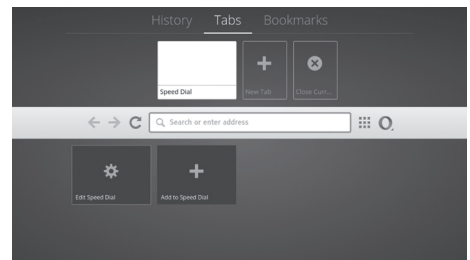 History Tabs Bookmarks
Speed Dial
New Tab
Close Curr...
Search or enter address
Edit Speed Dial
Add to Speed Dial